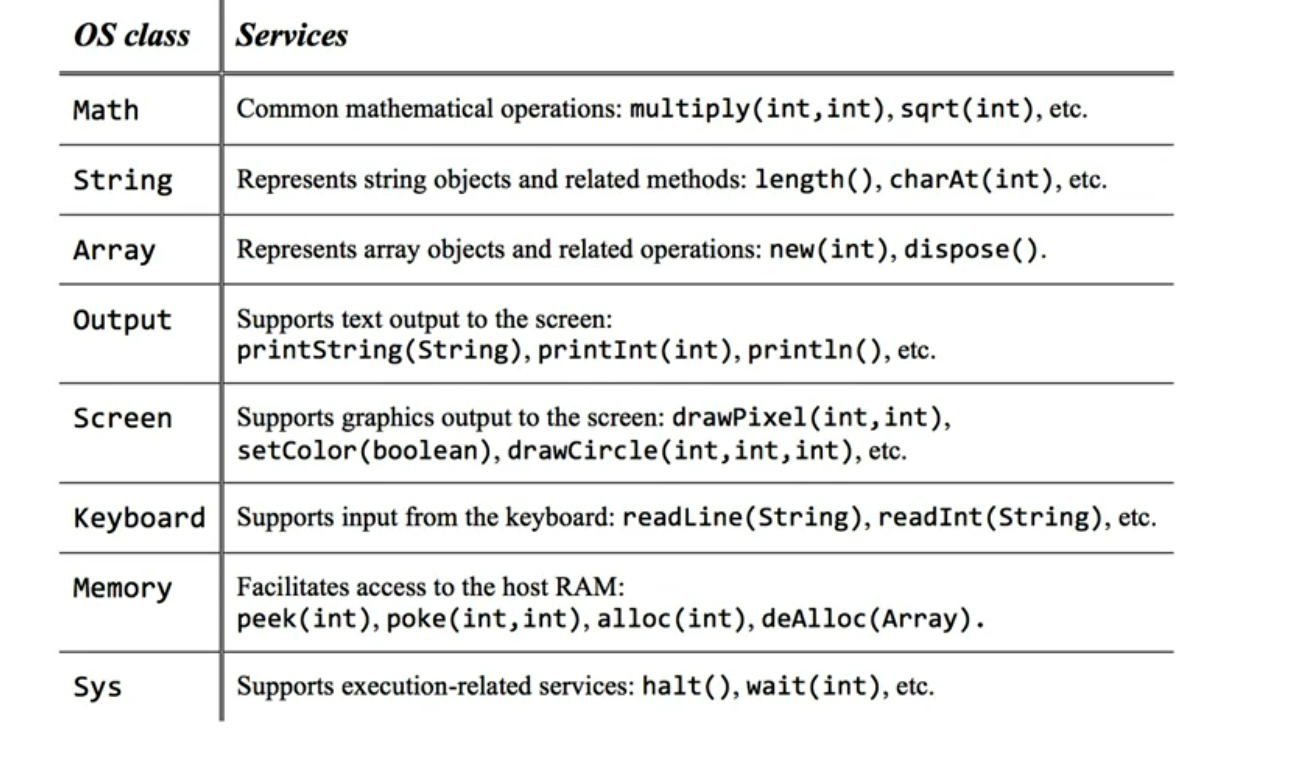 OS class Services
Math Common mathematical operations: multiply(int,int), sqrt(int), etc.
String Represents string objects and related methods: length(), charAt(int), etc.
Array Represents array objects and related operations: new(int), dispose().
Output Supports text output to the screen:
printString(String), printInt(int), println(), etc.
Screen Supports graphics output to the screen: drawPixel(int,int),
setColor(boolean), drawCircle(int,int,int), etc.
Keyboard Supports input from the keyboard: readLine(String), readInt(String), etc.
Memory Facilitates access to the host RAM:
peek(int), poke(int,int), alloc(int), deAlloc(Array).
Sys Supports execution-related services: halt(), wait(int), etc.